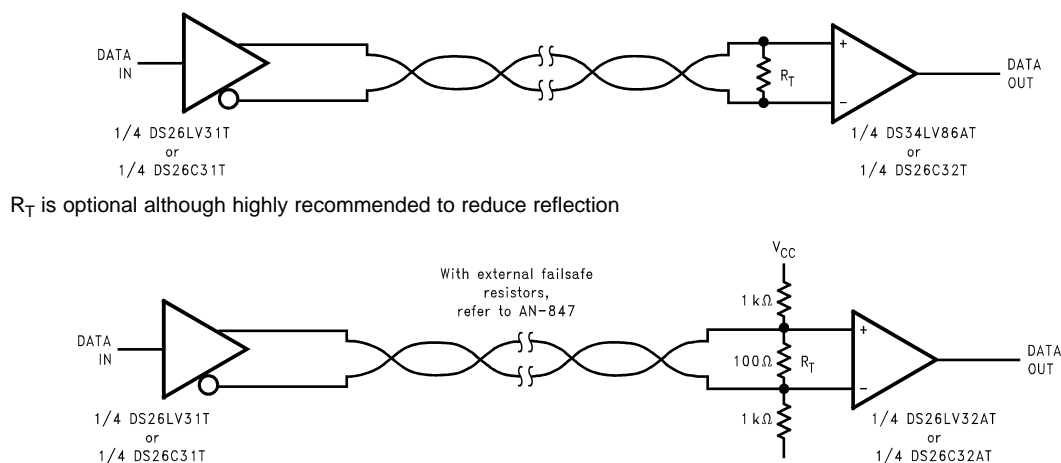 DATA
IN
+
R_T
−
DATA
OUT
1/4 DS26LV31T
or
1/4 DS26C31T
1/4 DS34LV86AT
or
1/4 DS26C32T
R_T is optional although highly recommended to reduce reflection
With external failsafe
resistors,
refer to AN-847
V_CC
1 kΩ
DATA
IN
+
100Ω R_T
−
DATA
OUT
1 kΩ
1/4 DS26LV31T
or
1/4 DS26C31T
1/4 DS26LV32AT
or
1/4 DS26C32AT